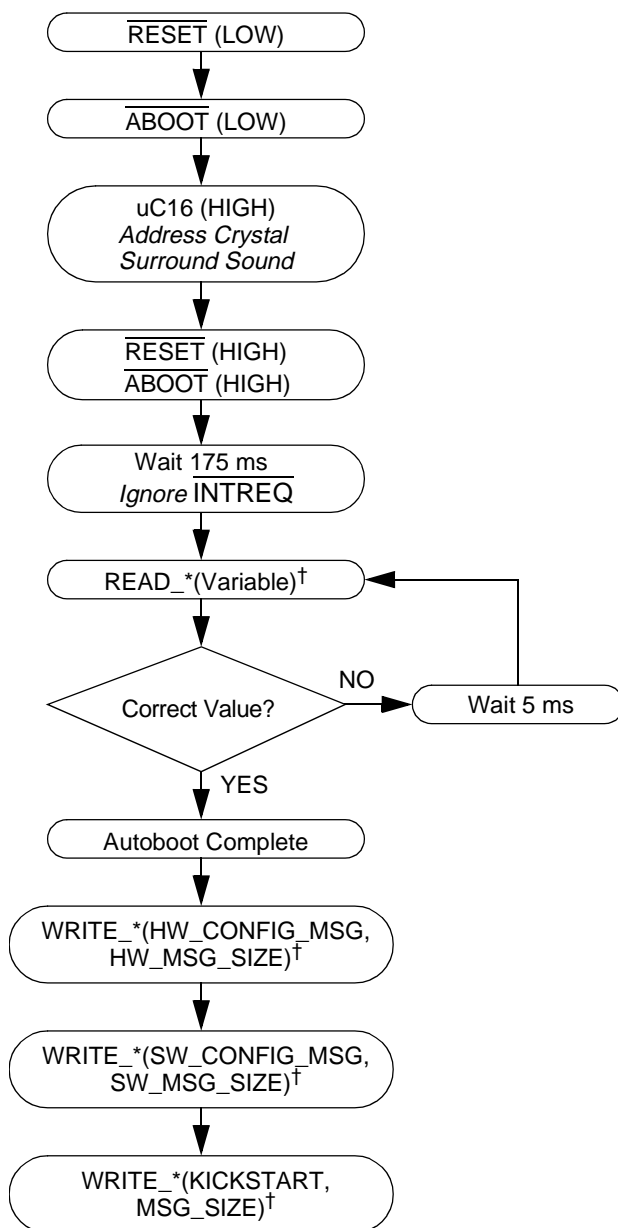 RESET (LOW)
ABOOT (LOW)
uC16 (HIGH)
Address Crystal
Surround Sound
RESET (HIGH)
ABOOT (HIGH)
Wait 175 ms
Ignore INTREQ
READ_*(Variable)†
Correct Value?
NO
Wait 5 ms
YES
Autoboot Complete
WRITE_*(HW_CONFIG_MSG,
HW_MSG_SIZE)†
WRITE_*(SW_CONFIG_MSG,
SW_MSG_SIZE)†
WRITE_*(KICKSTART,
MSG_SIZE)†